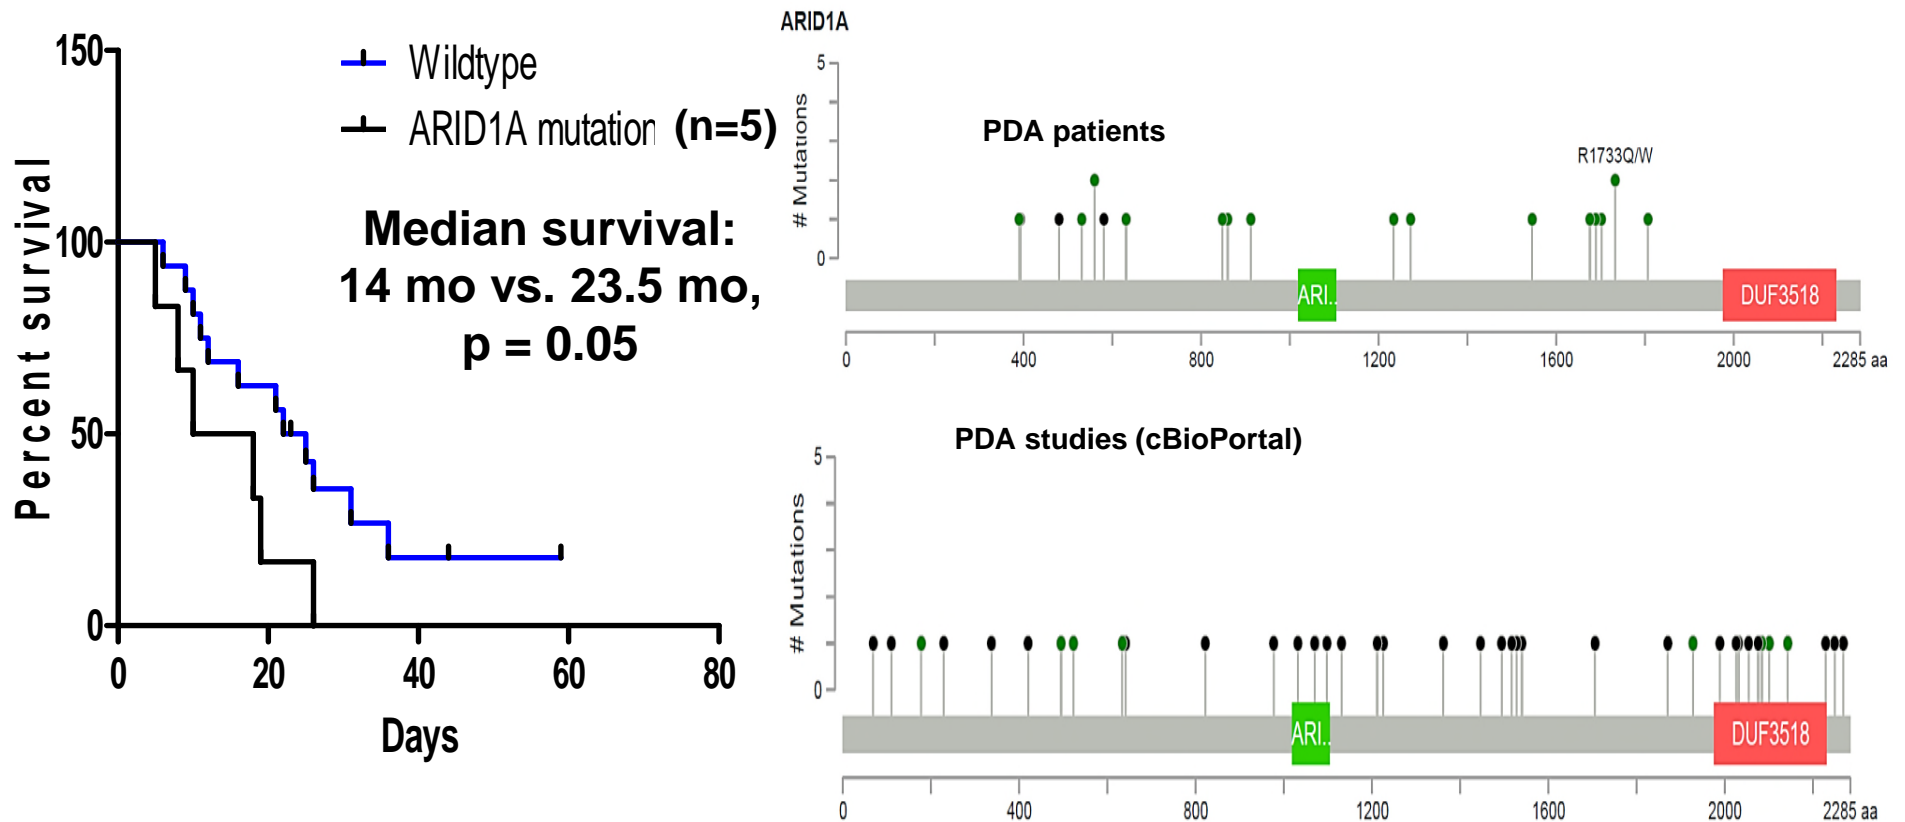 150
100
50
0
Percent survival
0 20 40 60 80
Days
Wildtype
ARID1A mutation (n=5)
Median survival:
14 mo vs. 23.5 mo,
p = 0.05
ARID1A
5
0
# Mutations
PDA patients
R1733Q/W
ARI..
DUF3518
0 400 800 1200 1600 2000 2285 aa
PDA studies (cBioPortal)
5
0
# Mutations
ARI..
DUF3518
0 400 800 1200 1600 2000 2285 aa